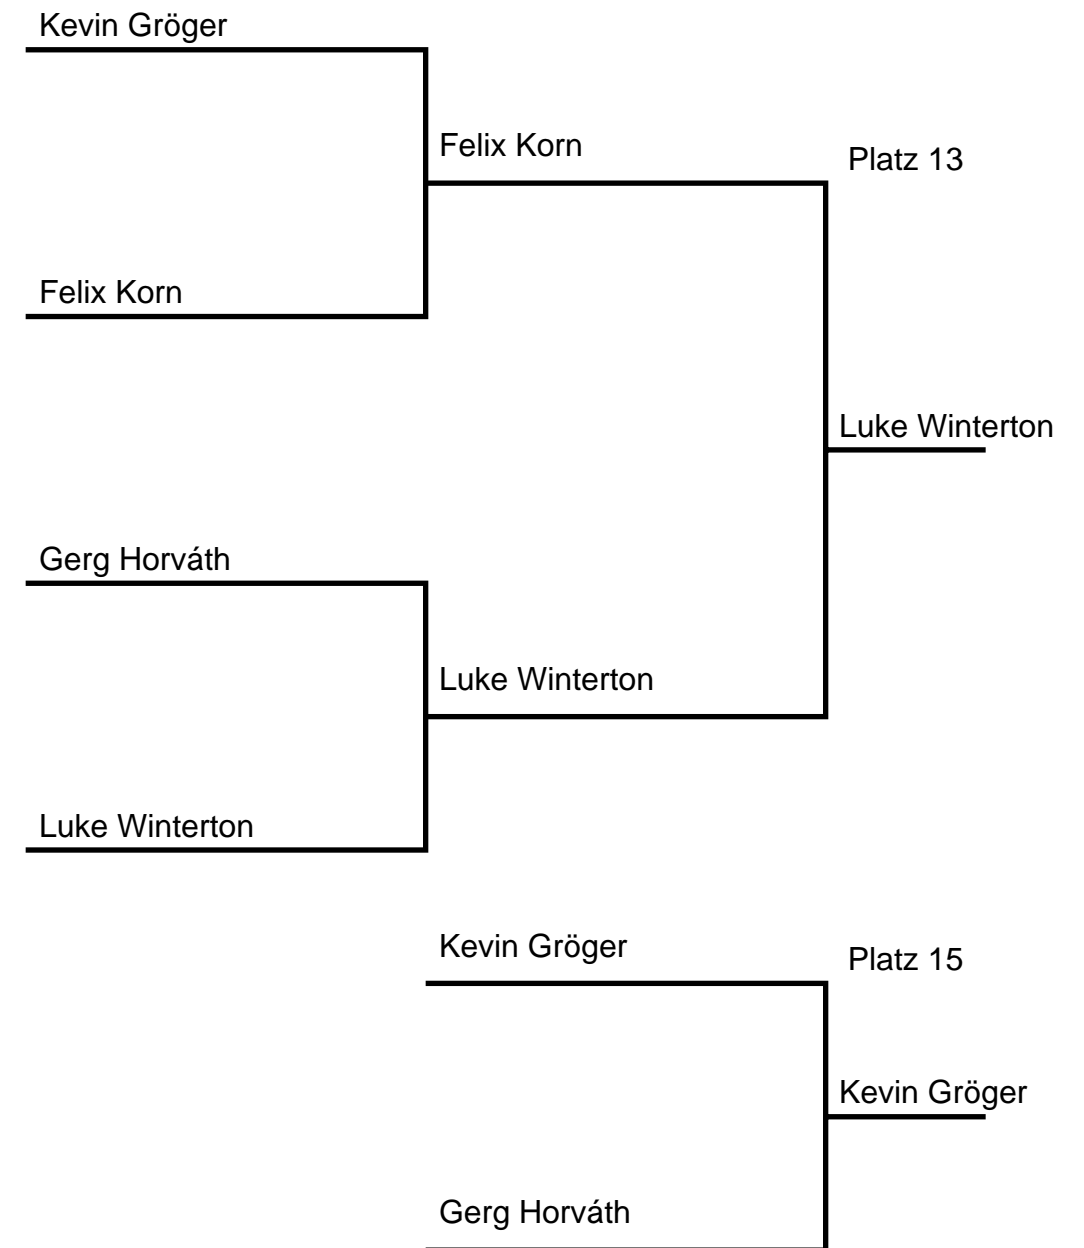 Kevin Gröger
Felix Korn
Platz 13
Felix Korn
Luke Winterton
Gerg Horváth
Luke Winterton
Luke Winterton
Kevin Gröger
Platz 15
Kevin Gröger
Gerg Horváth